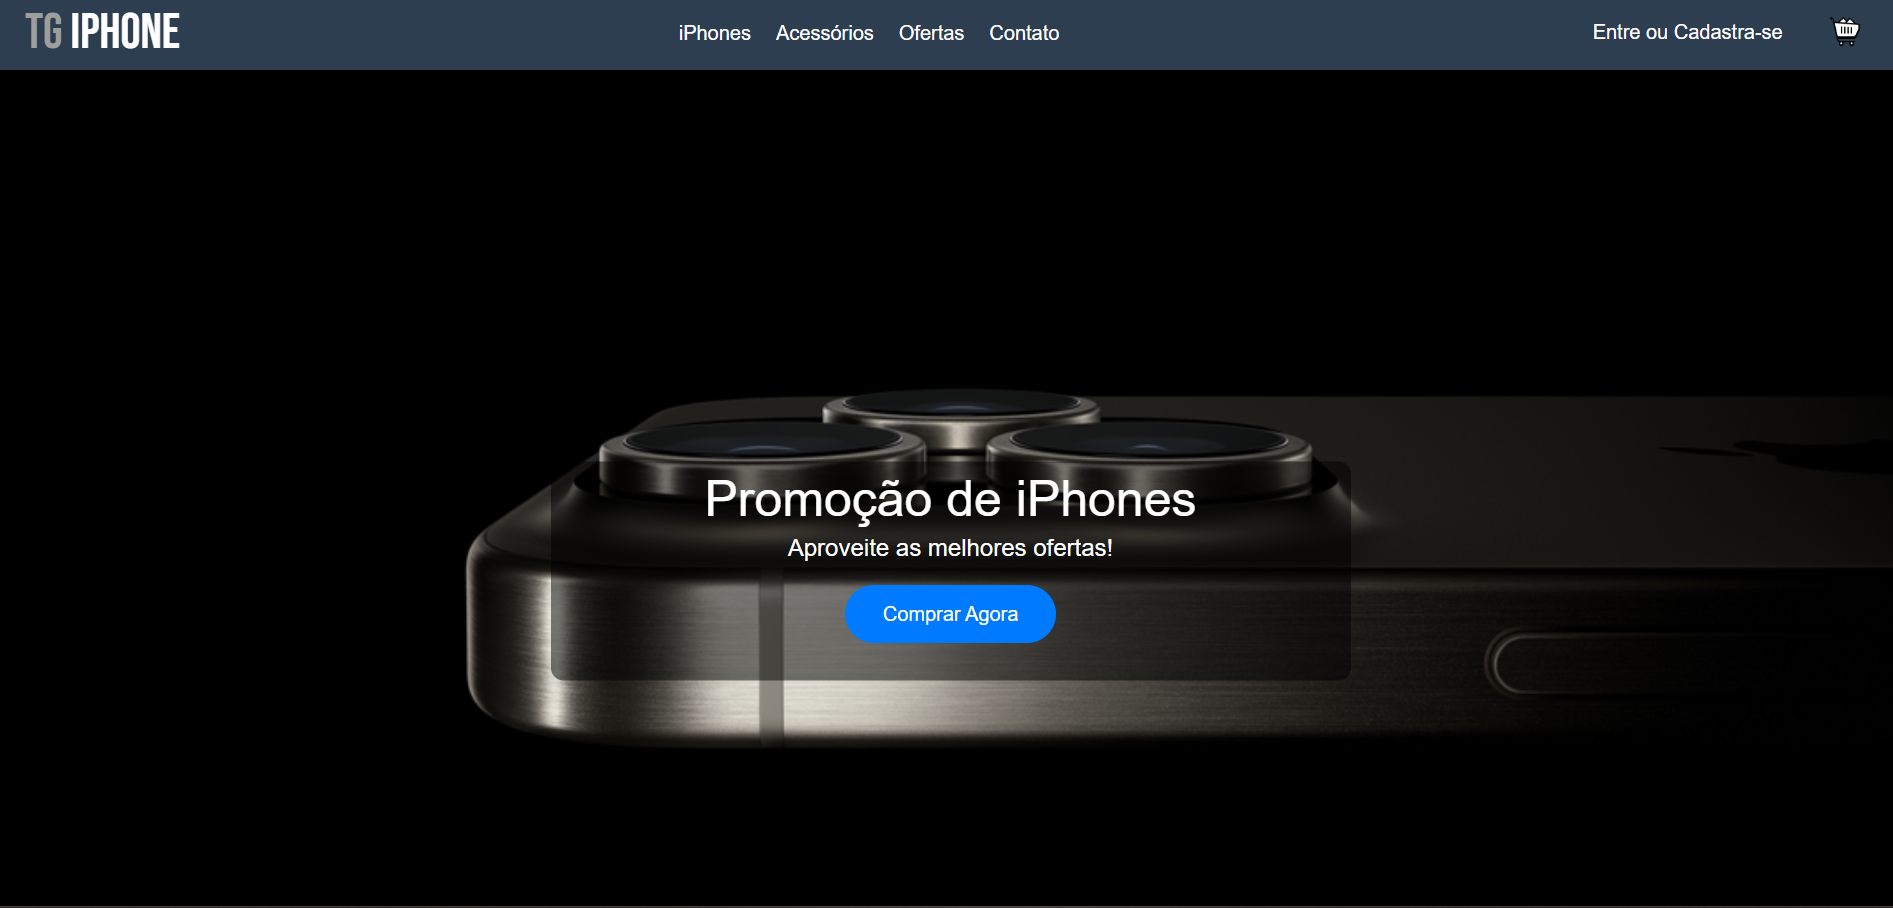 TG IPHONE
iPhones Acessórios Ofertas Contato
Entre ou Cadastra-se
Promoção de iPhones
Aproveite as melhores ofertas!
Comprar Agora